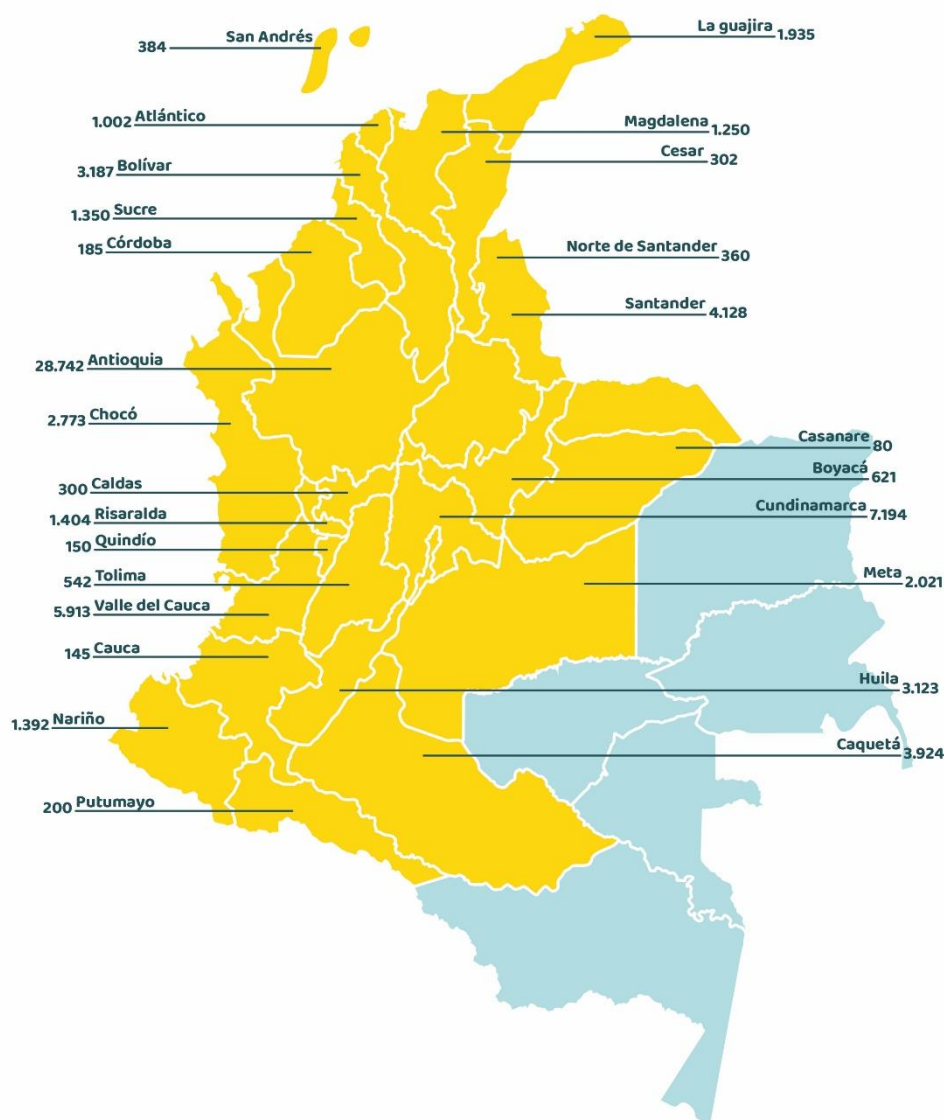 San Andrés
384
La guajira
1.935
Atlántico
1.002
Magdalena
1.250
Cesar
302
Bolívar
3.187
Sucre
1.350
Córdoba
185
Norte de Santander
360
Santander
4.128
Antioquia
28.742
Chocó
2.773
Casanare
80
Boyacá
621
Caldas
300
Cundinamarca
7.194
Risaralda
1.404
Quindío
150
Tolima
542
Meta
2.021
Valle del Cauca
5.913
Cauca
145
Huila
3.123
Nariño
1.392
Caquetá
3.924
Putumayo
200